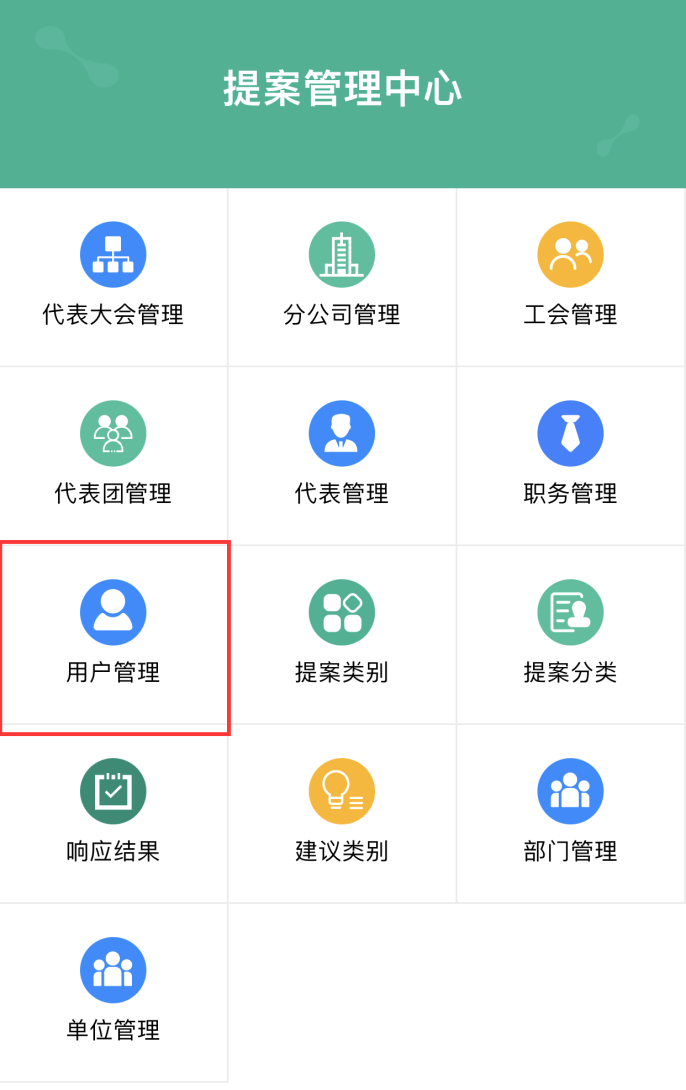 提案管理中心
代表大会管理
分公司管理
工会管理
代表团管理
代表管理
职务管理
用户管理
提案类别
提案分类
响应结果
建议类别
部门管理
单位管理